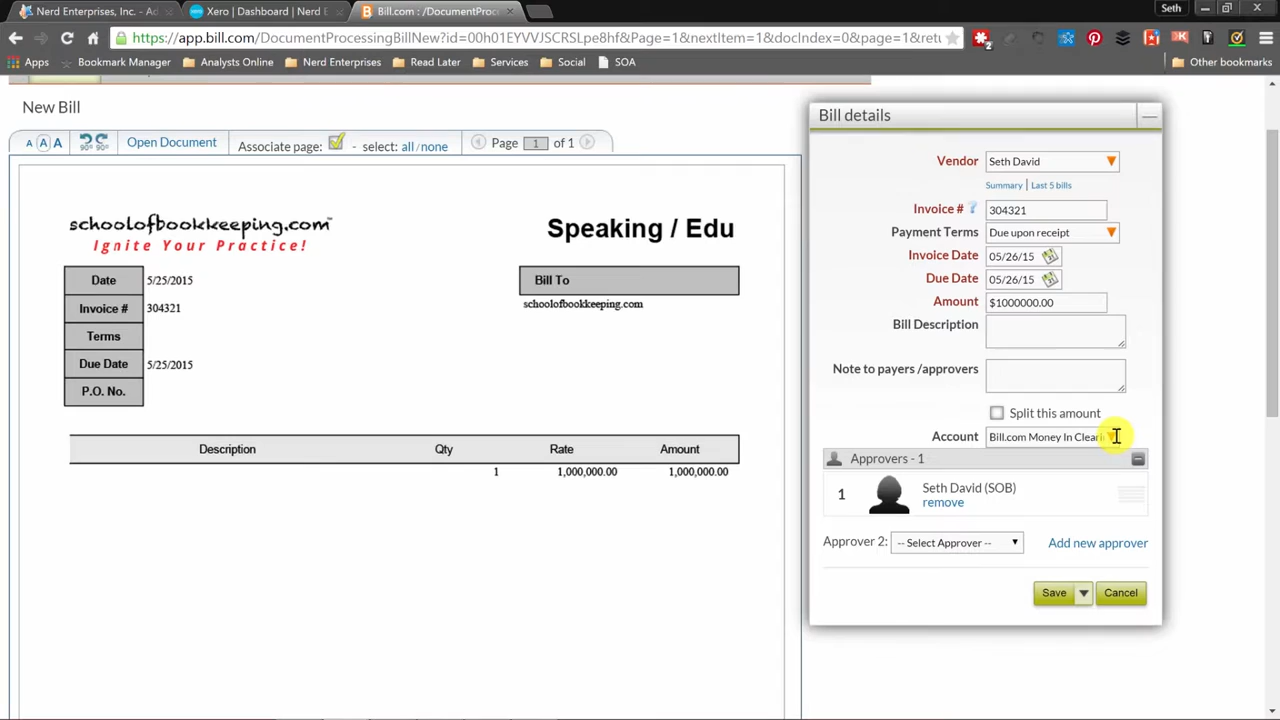 Nerd Enterprises, Inc. - Ad
Xero | Dashboard | Nerd E
Bill.com : /DocumentProce
Seth
https://app.bill.com/DocumentProcessingBillNew?id=00h01EYVVJSCRSLpe8hf&Page=1&nextItem=1&docIndex=0&page=1&retu
Apps
Bookmark Manager
Analysts Online
Nerd Enterprises
Read Later
Services
Social
SOA
Other bookmarks
New Bill
A A A
Open Document
Associate page:
- select: all/none
Page 1 of 1
schoolofbookkeeping.com™
Ignite Your Practice!
Speaking / Edu
Date 5/25/2015
Invoice # 304321
Terms
Due Date 5/25/2015
P.O. No.
Bill To
schoolofbookkeeping.com
Description Qty Rate Amount
1 1,000,000.00 1,000,000.00
Bill details
Vendor Seth David
Summary | Last 5 bills
Invoice # ? 304321
Payment Terms Due upon receipt
Invoice Date 05/26/15
Due Date 05/26/15
Amount $1000000.00
Bill Description
Note to payers /approvers
Split this amount
Account Bill.com Money In Cleari
Approvers - 1
1 Seth David (SOB)
remove
Approver 2: -- Select Approver -- Add new approver
Save Cancel